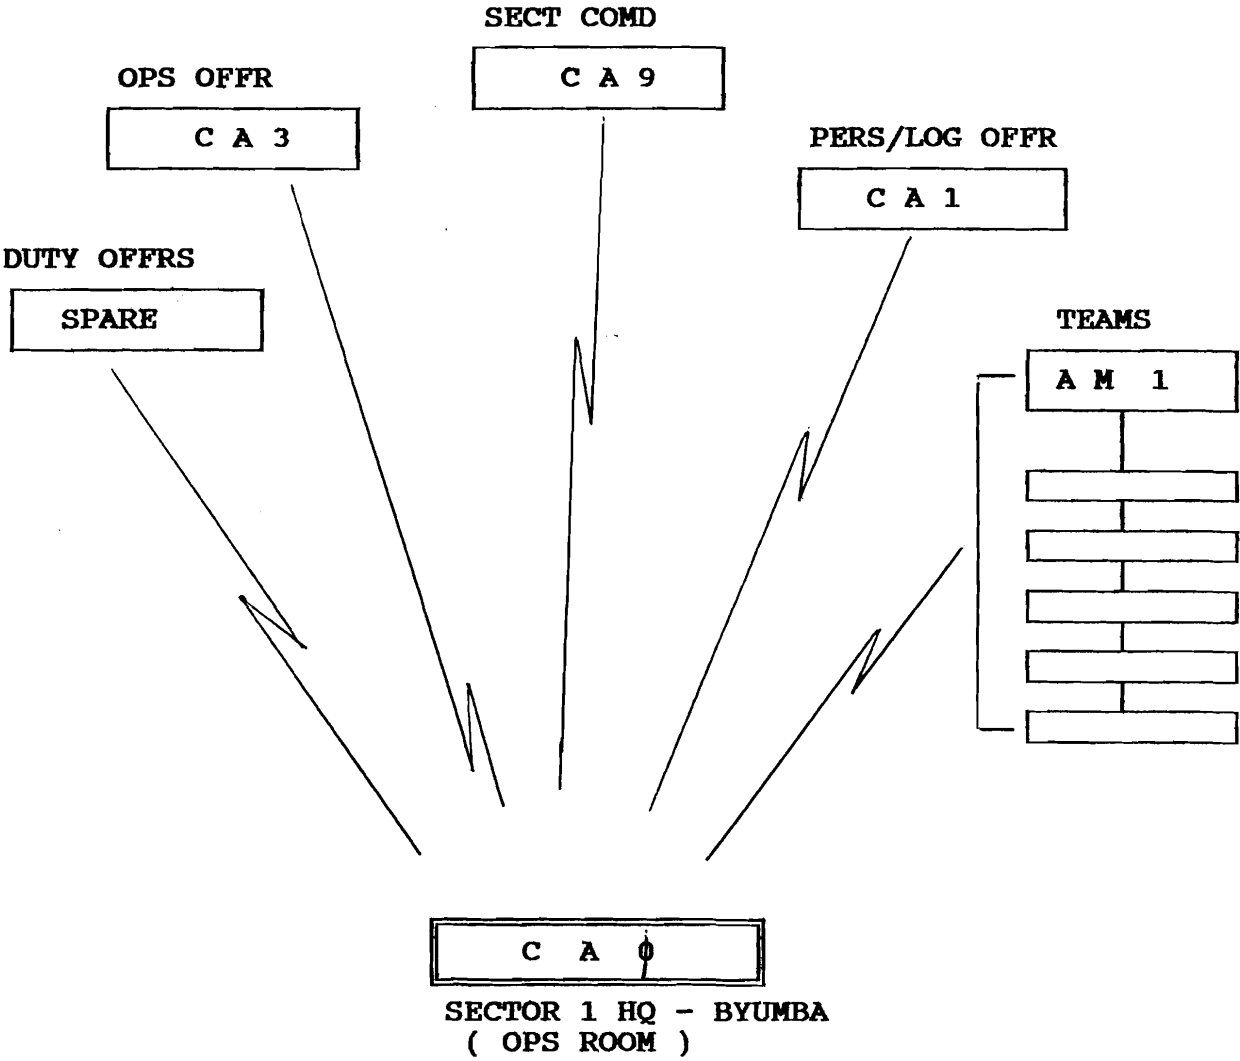 SECT COMD
C A 9
OPS OFFR
C A 3
PERS/LOG OFFR
C A 1
DUTY OFFRS
SPARE
TEAMS
A M 1
C A 0
SECTOR 1 HQ - BYUMBA
( OPS ROOM )